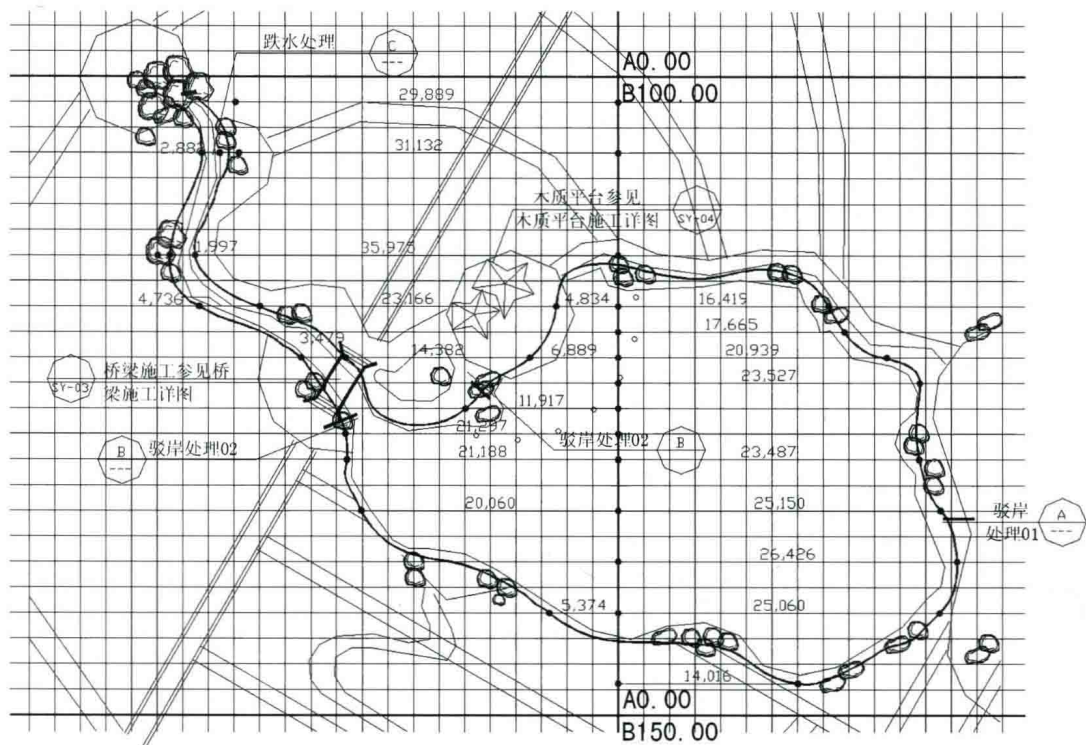 跌水处理
C
---
A0.00
B100.00
29,889
2,882
31,132
木质平台参见
木质平台施工详图
SY-04
1,997
35,975
4,736
23,166
4,834
16,419
17,665
3,479
14,382
6,889
20,939
SY-03
桥梁施工参见桥
梁施工详图
23,527
11,917
21,297
B
---
驳岸处理02
21,188
驳岸处理02
B
---
23,487
20,060
25,150
驳岸
处理01
A
---
26,426
5,374
25,060
14,016
A0.00
B150.00